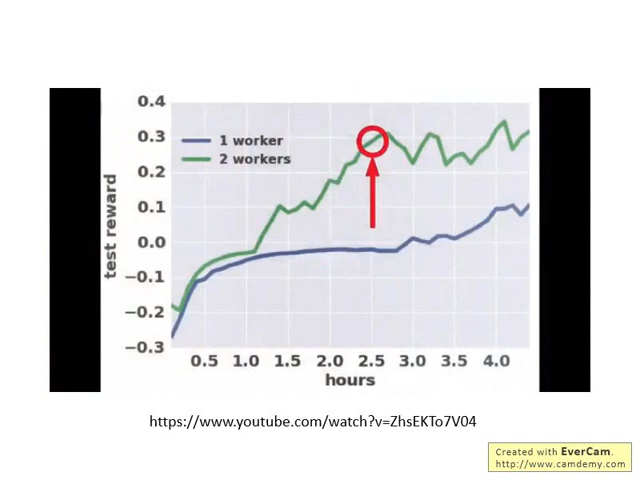 0.4
0.3
0.2
0.1
0.0
−0.1
−0.2
−0.3
test reward
1 worker
2 workers
0.5 1.0 1.5 2.0 2.5 3.0 3.5 4.0
hours
https://www.youtube.com/watch?v=ZhsEKTo7V04
Created with EverCam.
http://www.camdemy.com